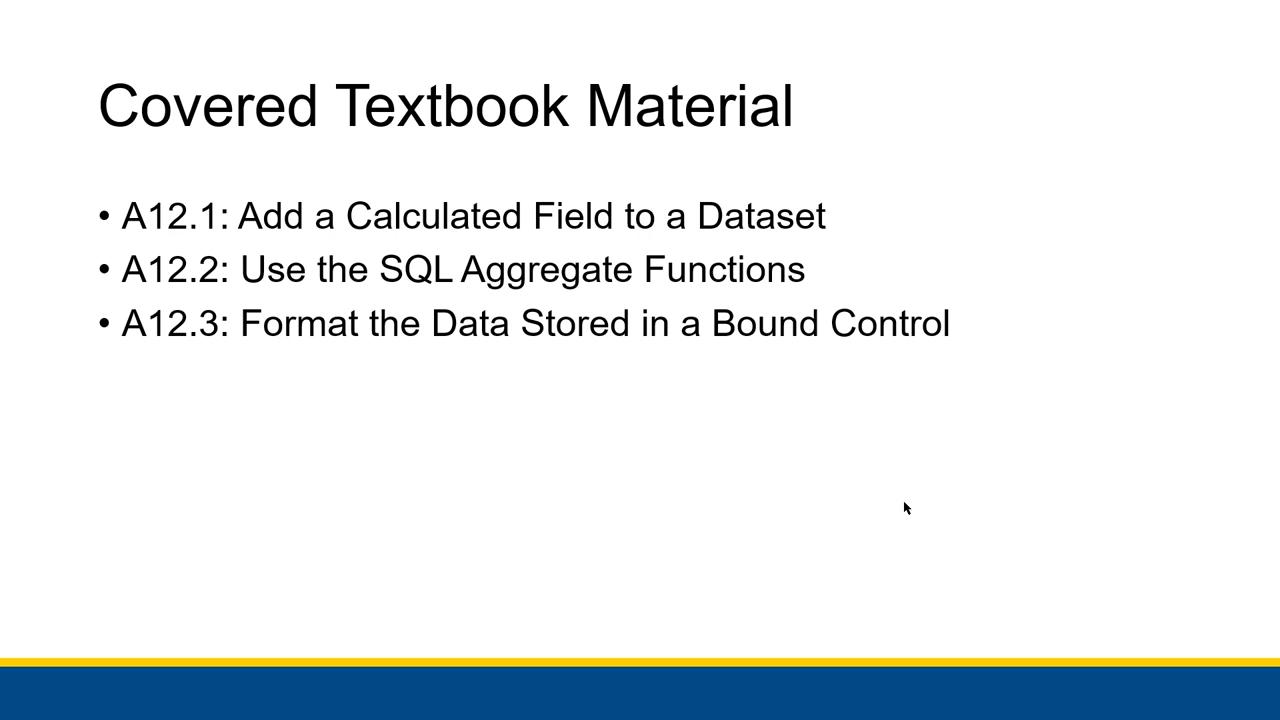 Covered Textbook Material
• A12.1: Add a Calculated Field to a Dataset
• A12.2: Use the SQL Aggregate Functions
• A12.3: Format the Data Stored in a Bound Control